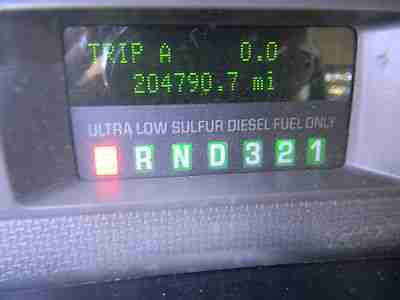 TRIP A 0.0
204790.7 mi
ULTRA LOW SULFUR DIESEL FUEL ONLY
R N D 3 2 1